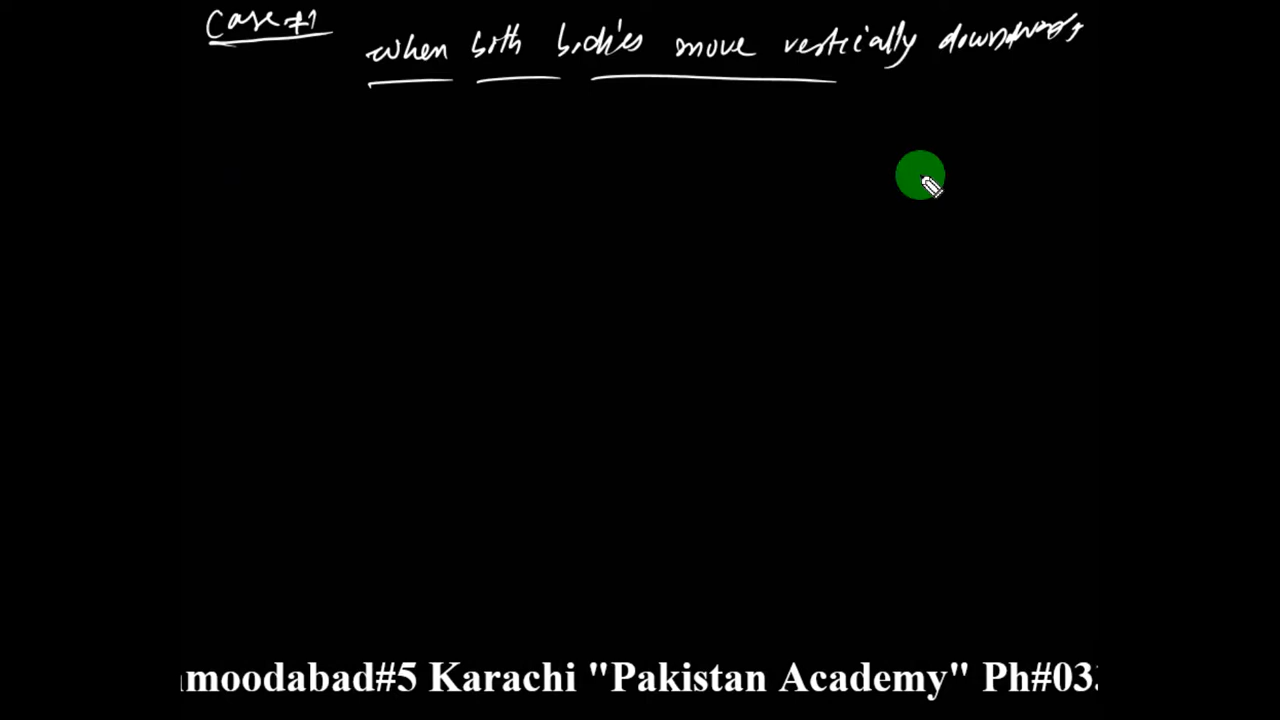 Case #1
when both bodies move vertically downwards
moodabad#5 Karachi "Pakistan Academy" Ph#03